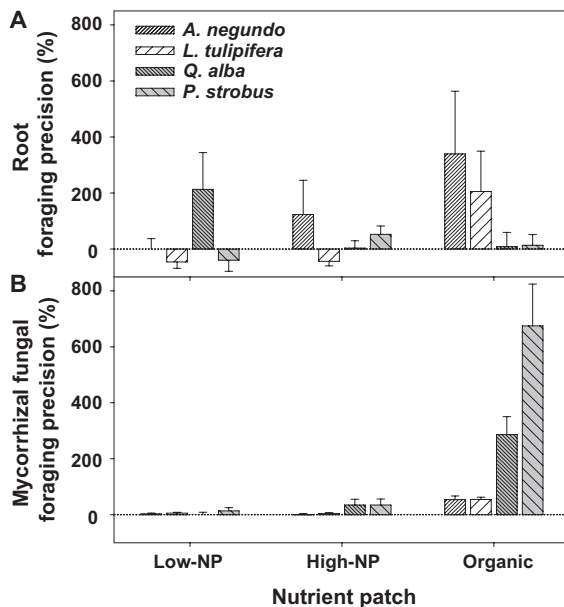 A
800
600
400
200
0
Root
foraging precision (%)
A. negundo
L. tulipifera
Q. alba
P. strobus
B
800
600
400
200
0
Mycorrhizal fungal
foraging precision (%)
Low-NP High-NP Organic
Nutrient patch